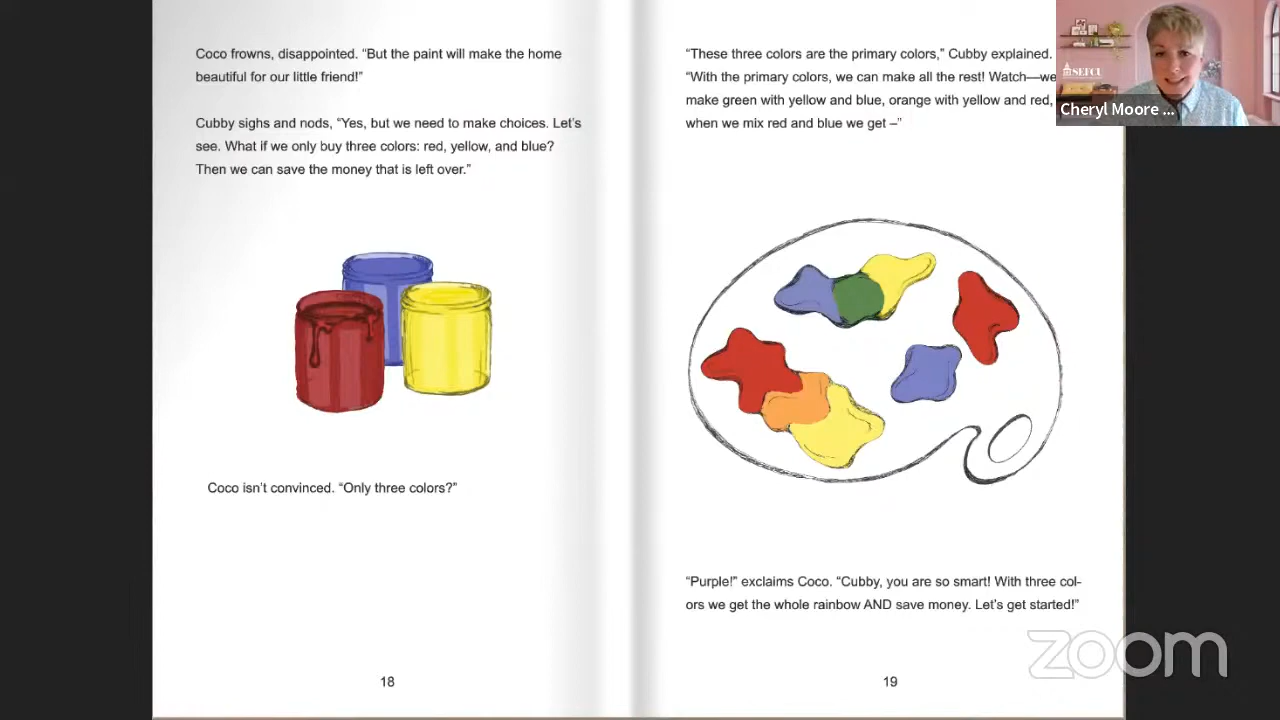 Coco frowns, disappointed. “But the paint will make the home
beautiful for our little friend!”
Cubby sighs and nods, “Yes, but we need to make choices. Let’s
see. What if we only buy three colors: red, yellow, and blue?
Then we can save the money that is left over.”
Coco isn’t convinced. “Only three colors?”
18
“These three colors are the primary colors,” Cubby explained.
“With the primary colors, we can make all the rest! Watch—we
make green with yellow and blue, orange with yellow and red,
when we mix red and blue we get –”
“Purple!” exclaims Coco. “Cubby, you are so smart! With three col-
ors we get the whole rainbow AND save money. Let’s get started!”
19
SEFCU
Cheryl Moore ...
zoom